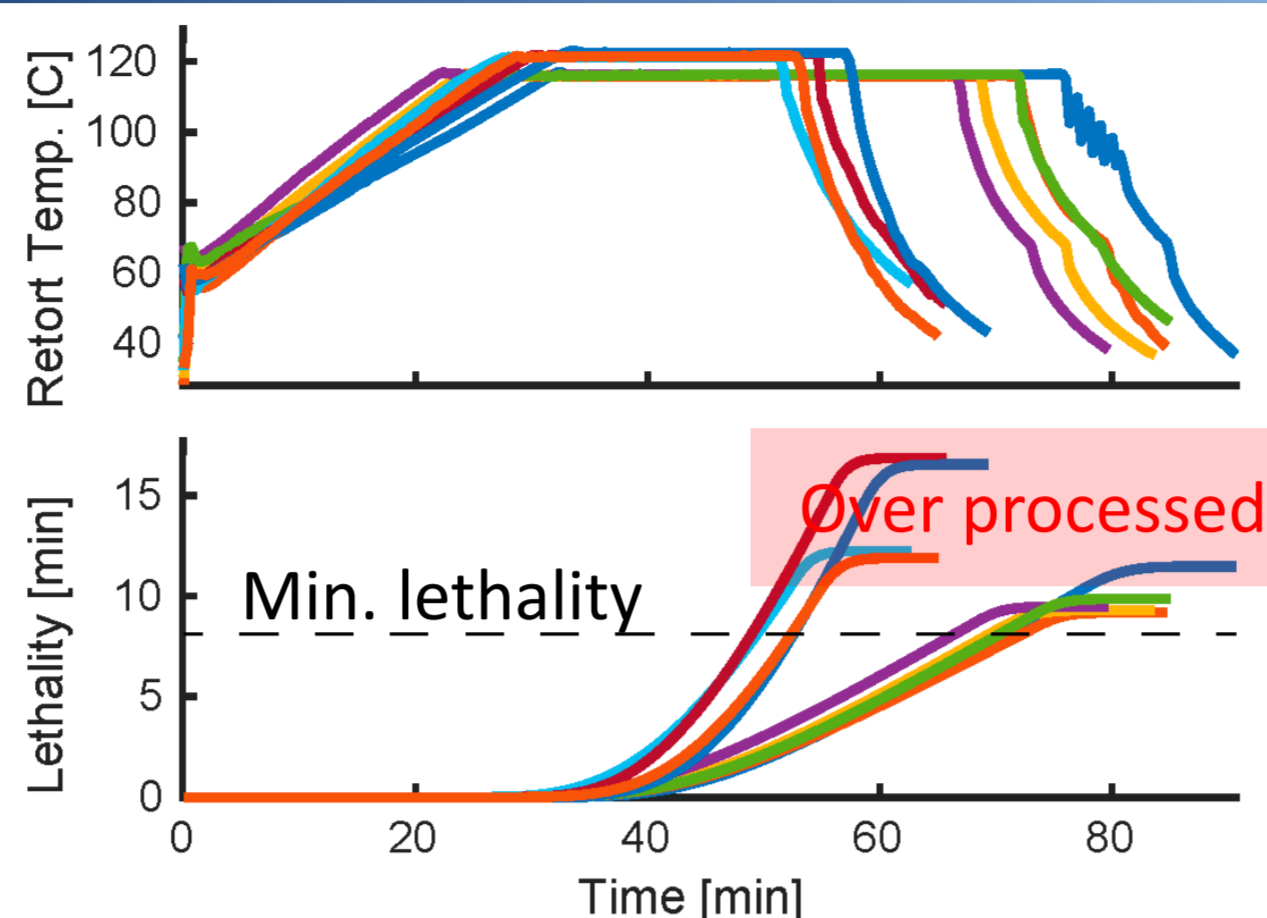 Retort Temp. [C]
120
100
80
60
40
Lethality [min]
15
10
5
0
Over processed
Min. lethality
0 20 40 60 80
Time [min]